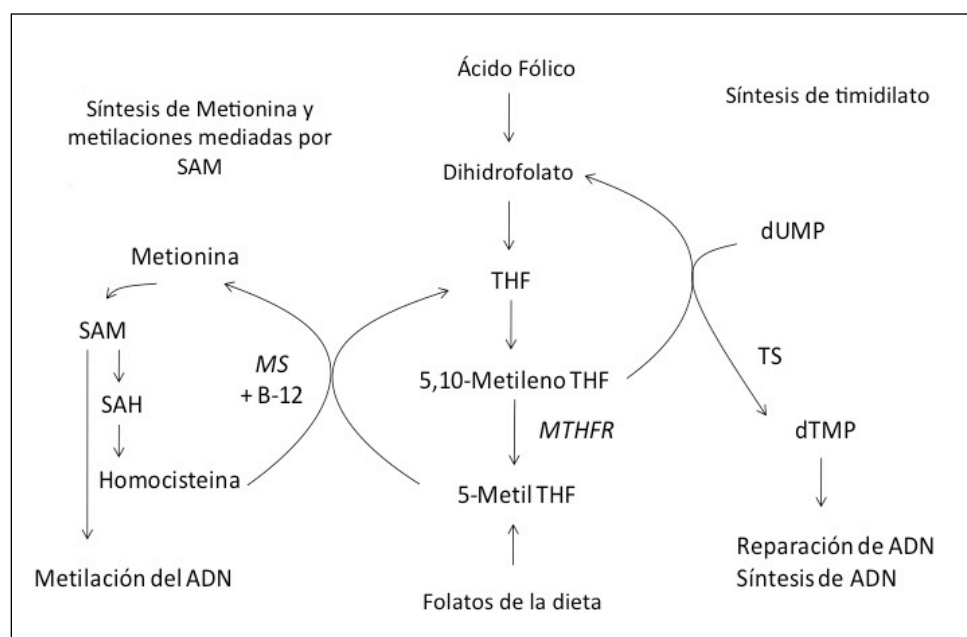 Ácido Fólico
Síntesis de Metionina y
metilaciones mediadas por
SAM
Síntesis de timidilato
Dihidrofolato
dUMP
Metionina
THF
SAM
MS
+ B-12
TS
5,10-Metileno THF
SAH
MTHFR
dTMP
Homocisteina
5-Metil THF
Reparación de ADN
Síntesis de ADN
Metilación del ADN
Folatos de la dieta